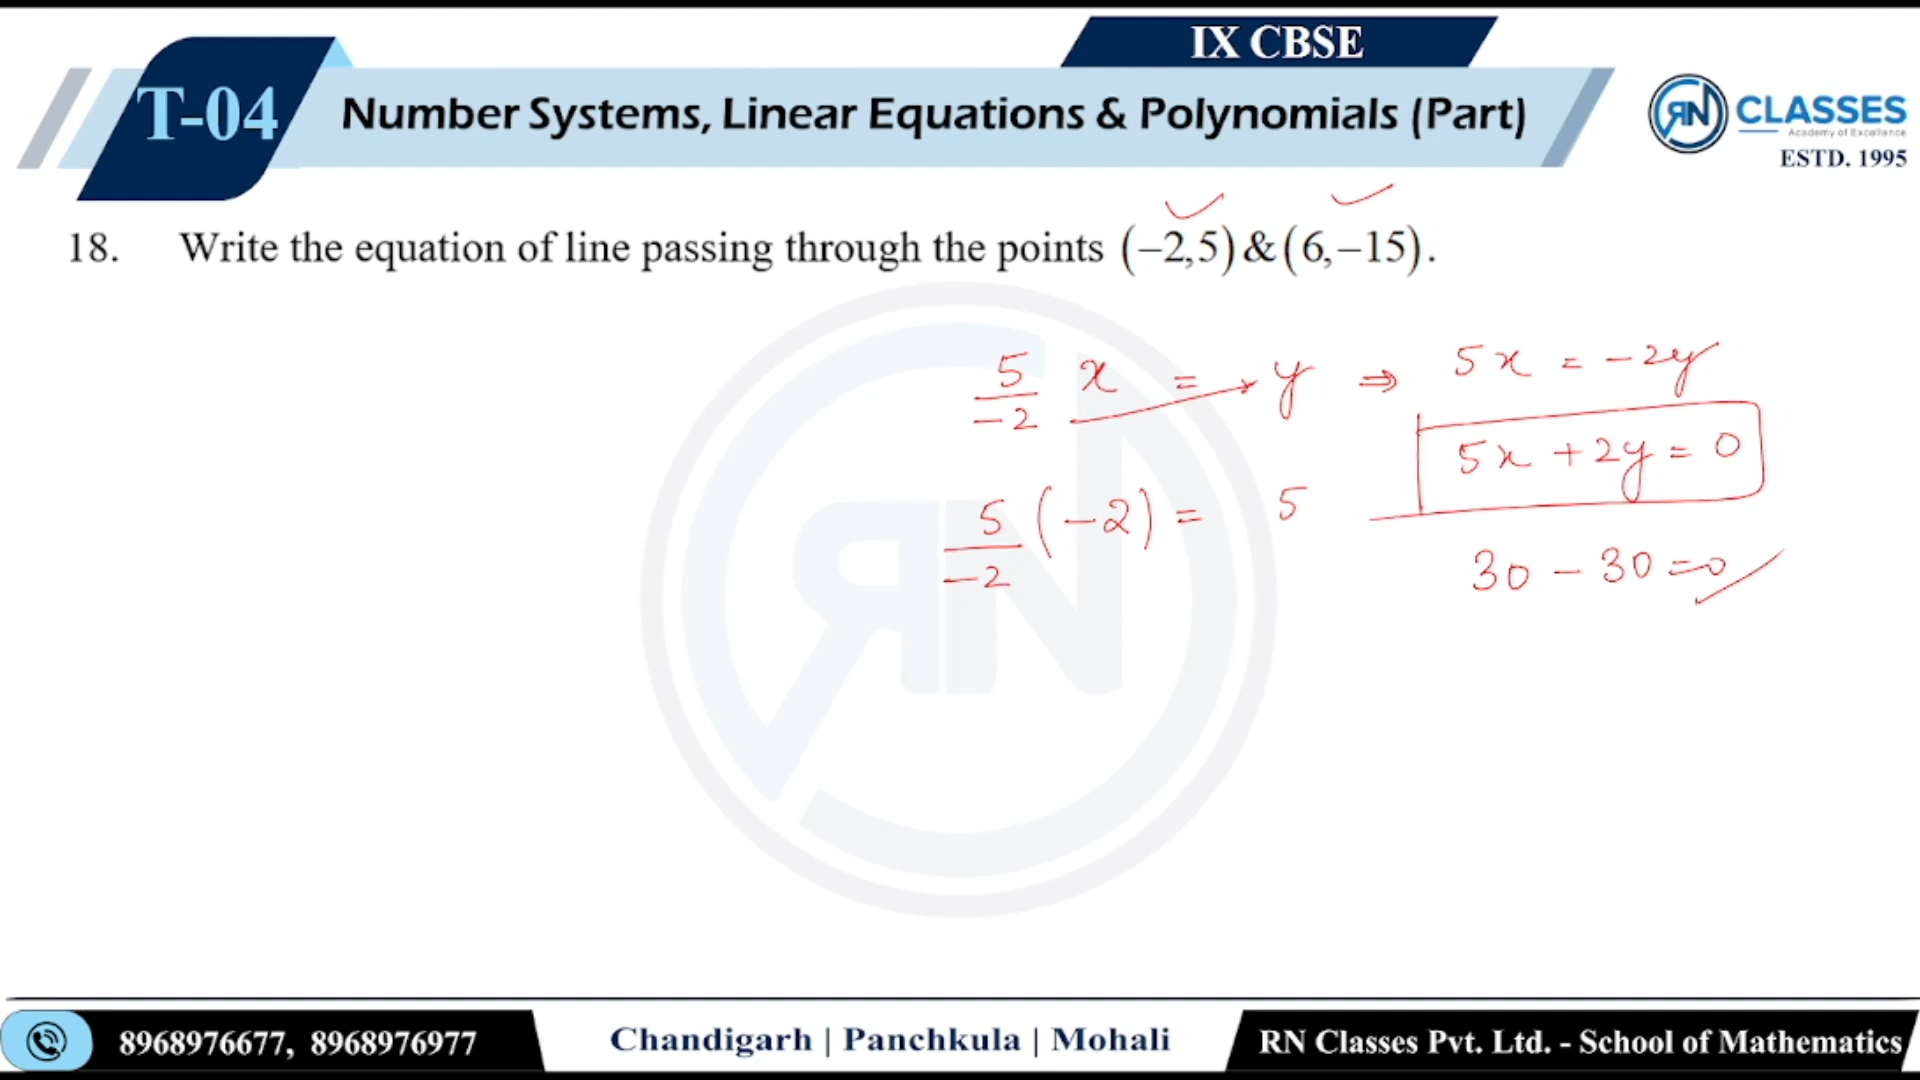 IX CBSE
T-04
Number Systems, Linear Equations & Polynomials (Part)
RN CLASSES
Academy of Excellence
ESTD. 1995
18. Write the equation of line passing through the points (−2,5) & (6,−15).
5/−2 x = y ⇒ 5x = −2y
5x + 2y = 0
5/−2 (−2) = 5
30 − 30 = 0
RN
8968976677, 8968976977
Chandigarh | Panchkula | Mohali
RN Classes Pvt. Ltd. - School of Mathematics